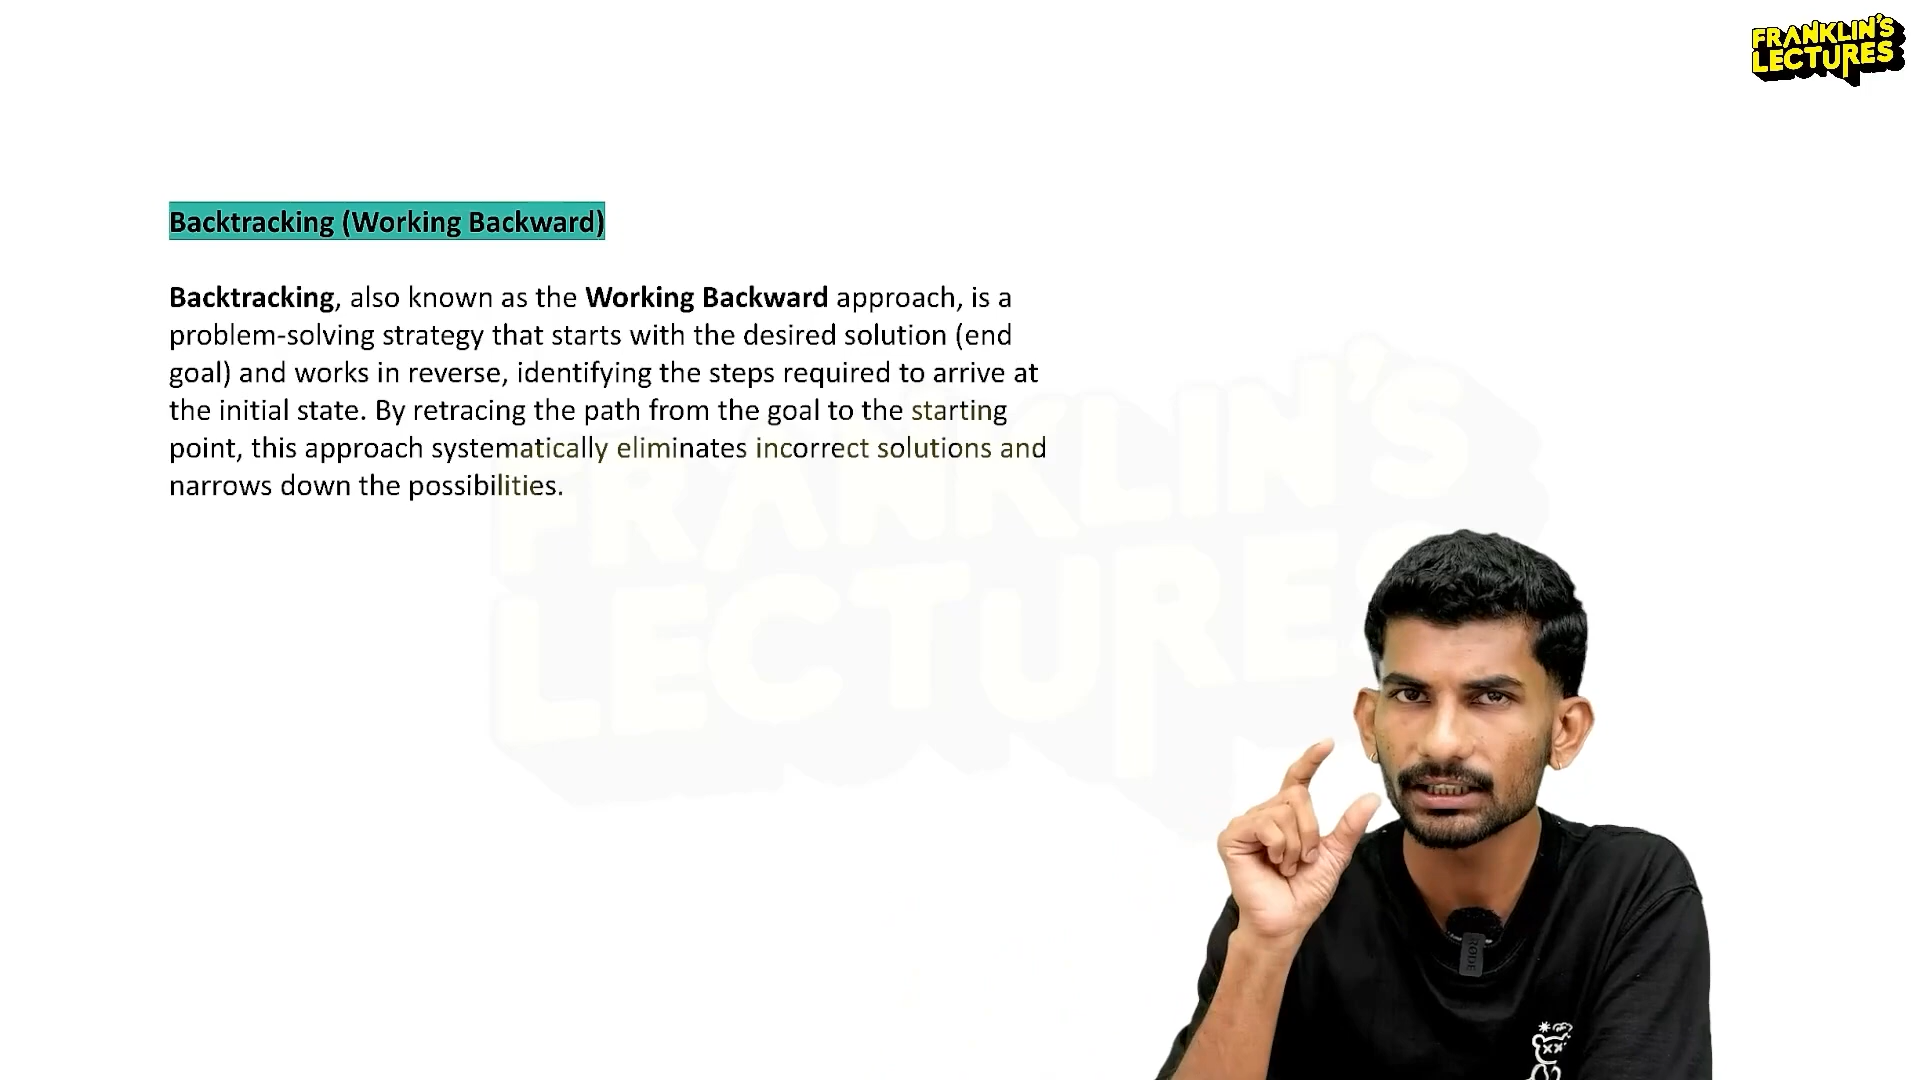 FRANKLIN'S
LECTURES
Backtracking (Working Backward)
Backtracking, also known as the Working Backward approach, is a
problem-solving strategy that starts with the desired solution (end
goal) and works in reverse, identifying the steps required to arrive at
the initial state. By retracing the path from the goal to the starting
point, this approach systematically eliminates incorrect solutions and
narrows down the possibilities.
FRANKLIN'S
LECTURES
RØDE